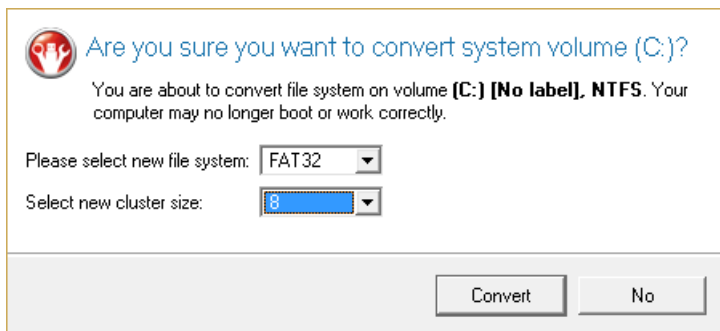 Are you sure you want to convert system volume (C:)?
You are about to convert file system on volume (C:) [No label], NTFS. Your
computer may no longer boot or work correctly.
Please select new file system: FAT32
Select new cluster size: 8
Convert No